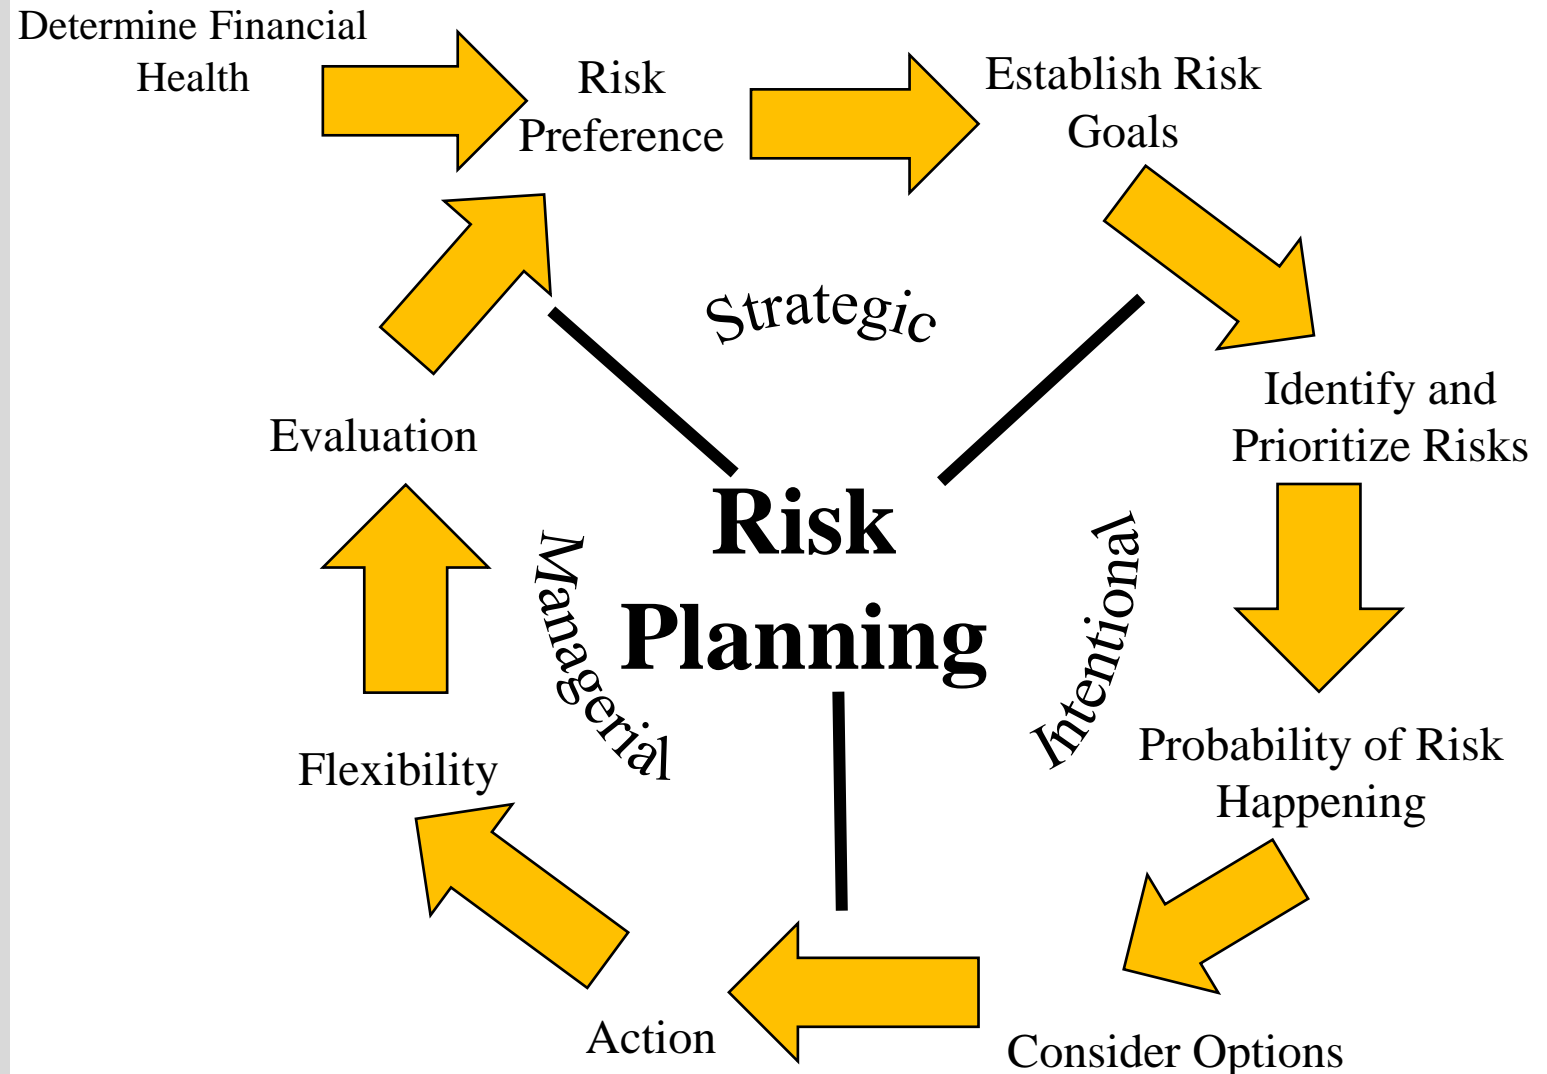 Determine Financial
Health
Risk
Preference
Establish Risk
Goals
Strategic
Identify and
Prioritize Risks
Evaluation
Risk
Planning
Managerial
Intentional
Probability of Risk
Happening
Flexibility
Action
Consider Options